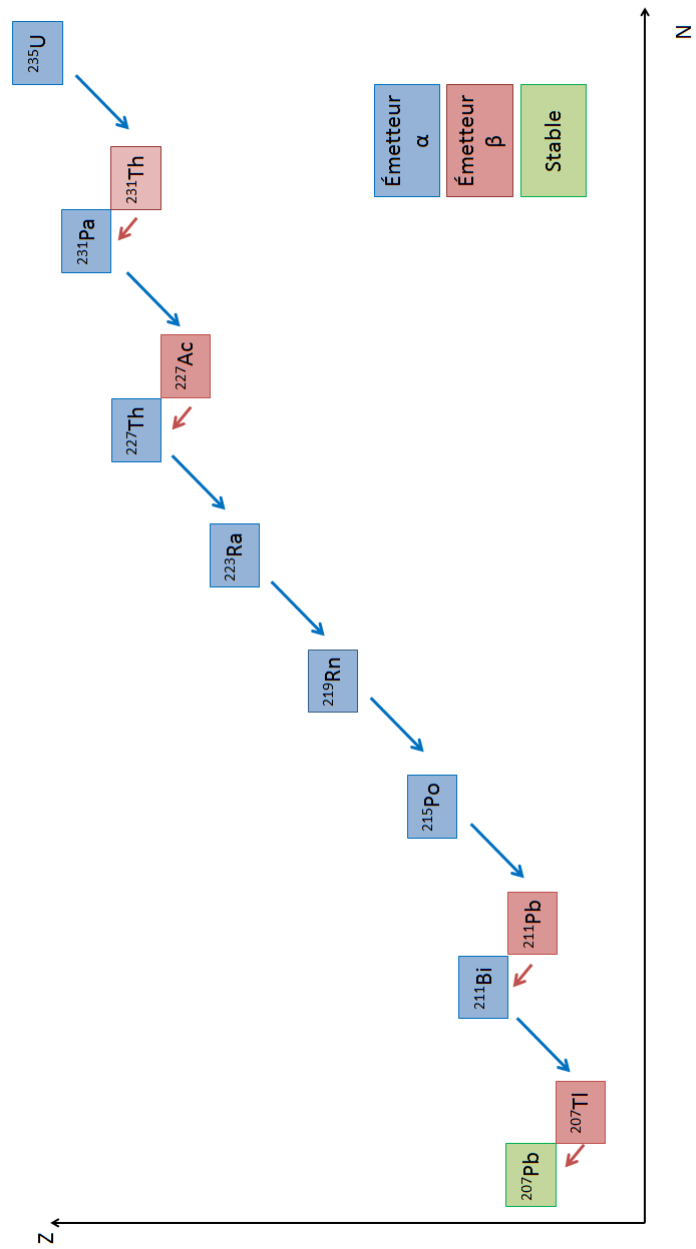 Z
²³⁵U
²³¹Th
²³¹Pa
²²⁷Ac
²²⁷Th
²²³Ra
²¹⁹Rn
²¹⁵Po
²¹¹Pb
²¹¹Bi
²⁰⁷Tl
²⁰⁷Pb
Émetteur
α
Émetteur
β
Stable
N